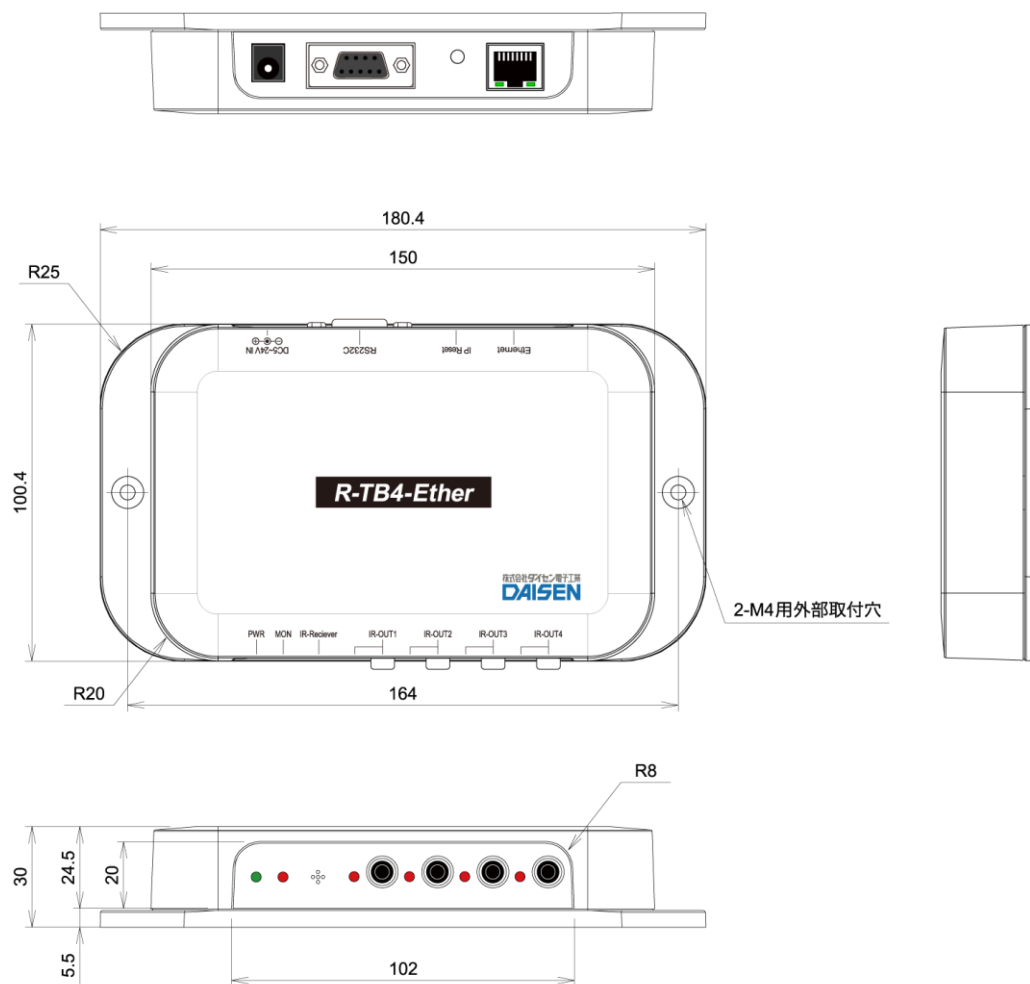 180.4
150
R25
DC5~24V IN
RS232C
IP Reset
Ethernet
100.4
R-TB4-Ether
株式会社ダイセン電子工業
DAISEN
2-M4用外部取付穴
PWR MON IR-Reciever IR-OUT1 IR-OUT2 IR-OUT3 IR-OUT4
R20
164
R8
30
24.5
20
5.5
102